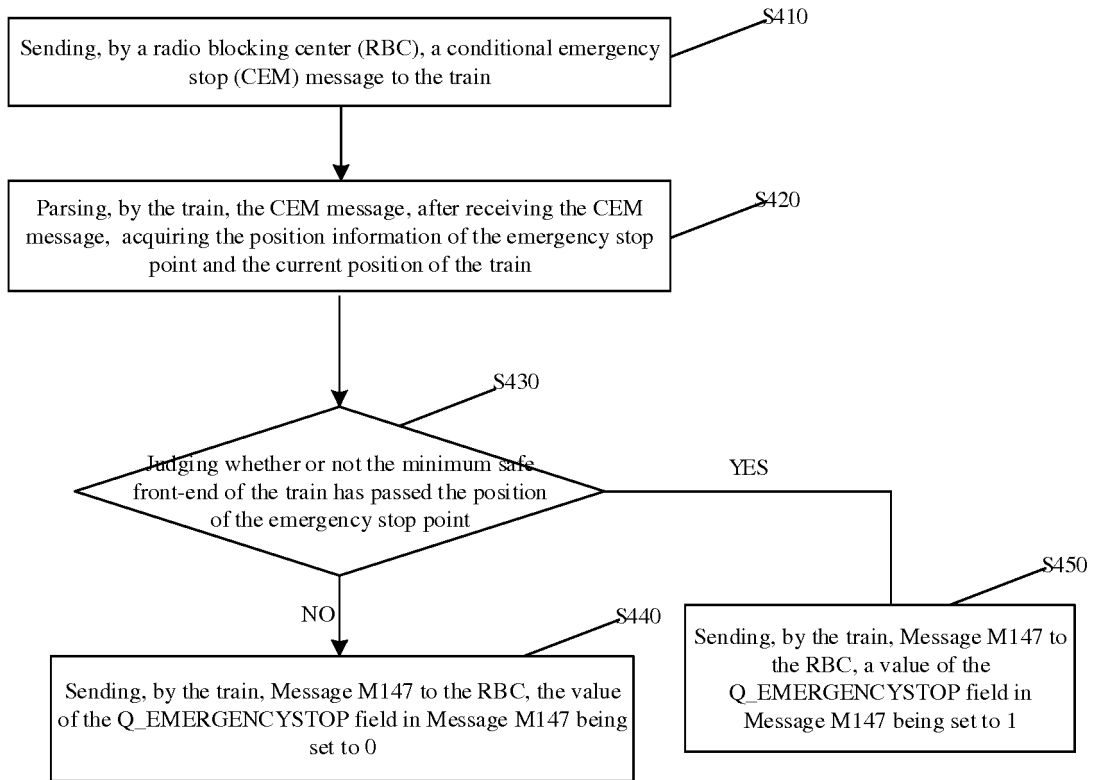 S410
Sending, by a radio blocking center (RBC), a conditional emergency
stop (CEM) message to the train
S420
Parsing, by the train, the CEM message, after receiving the CEM
message, acquiring the position information of the emergency stop
point and the current position of the train
S430
Judging whether or not the minimum safe
front-end of the train has passed the position
of the emergency stop point
YES
NO
S440
Sending, by the train, Message M147 to the RBC, the value
of the Q_EMERGENCYSTOP field in Message M147 being
set to 0
S450
Sending, by the train, Message M147 to
the RBC, a value of the
Q_EMERGENCYSTOP field in
Message M147 being set to 1